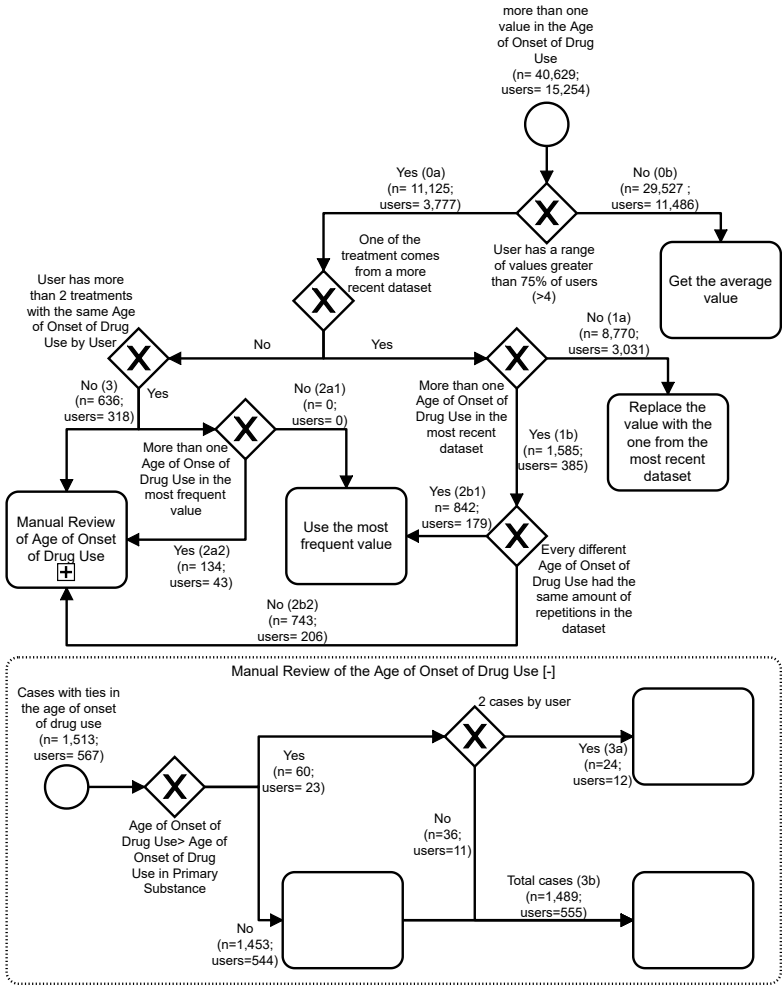 more than one
value in the Age
of Onset of Drug
Use
(n= 40,629;
users= 15,254)
Yes (0a)
(n= 11,125;
users= 3,777)
No (0b)
(n= 29,527 ;
users= 11,486)
User has a range
of values greater
than 75% of users
(>4)
Get the average
value
One of the
treatment comes
from a more
recent dataset
User has more
than 2 treatments
with the same Age
of Onset of Drug
Use by User
No
Yes
No (1a)
(n= 8,770;
users= 3,031)
No (3)
(n= 636;
users= 318)
Yes
No (2a1)
(n= 0;
users= 0)
More than one
Age of Onset of
Drug Use in the
most recent
dataset
Replace the
value with the
one from the
most recent
dataset
Yes (1b)
(n= 1,585;
users= 385)
More than one
Age of Onse of
Drug Use in the
most frequent
value
Manual Review
of Age of Onset
of Drug Use
Use the most
frequent value
Yes (2b1)
n= 842;
users= 179)
Yes (2a2)
(n= 134;
users= 43)
Every different
Age of Onset of
Drug Use had the
same amount of
repetitions in the
dataset
No (2b2)
(n= 743;
users= 206)
Manual Review of the Age of Onset of Drug Use [-]
Cases with ties in
the age of onset
of drug use
(n= 1,513;
users= 567)
2 cases by user
Yes
(n= 60;
users= 23)
Yes (3a)
(n=24;
users=12)
Age of Onset of
Drug Use> Age of
Onset of Drug
Use in Primary
Substance
No
(n=36;
users=11)
Total cases (3b)
(n=1,489;
users=555)
No
(n=1,453;
users=544)